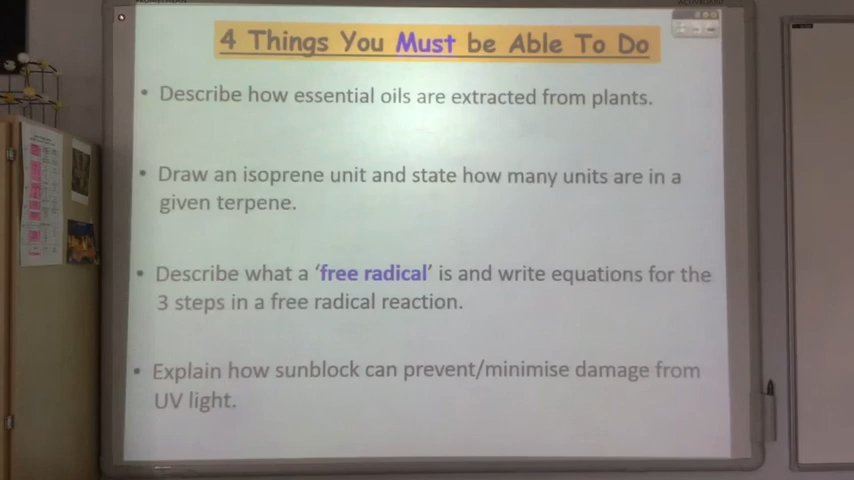 4 Things You Must be Able To Do
• Describe how essential oils are extracted from plants.
• Draw an isoprene unit and state how many units are in a
given terpene.
• Describe what a ‘free radical’ is and write equations for the
3 steps in a free radical reaction.
• Explain how sunblock can prevent/minimise damage from
UV light.